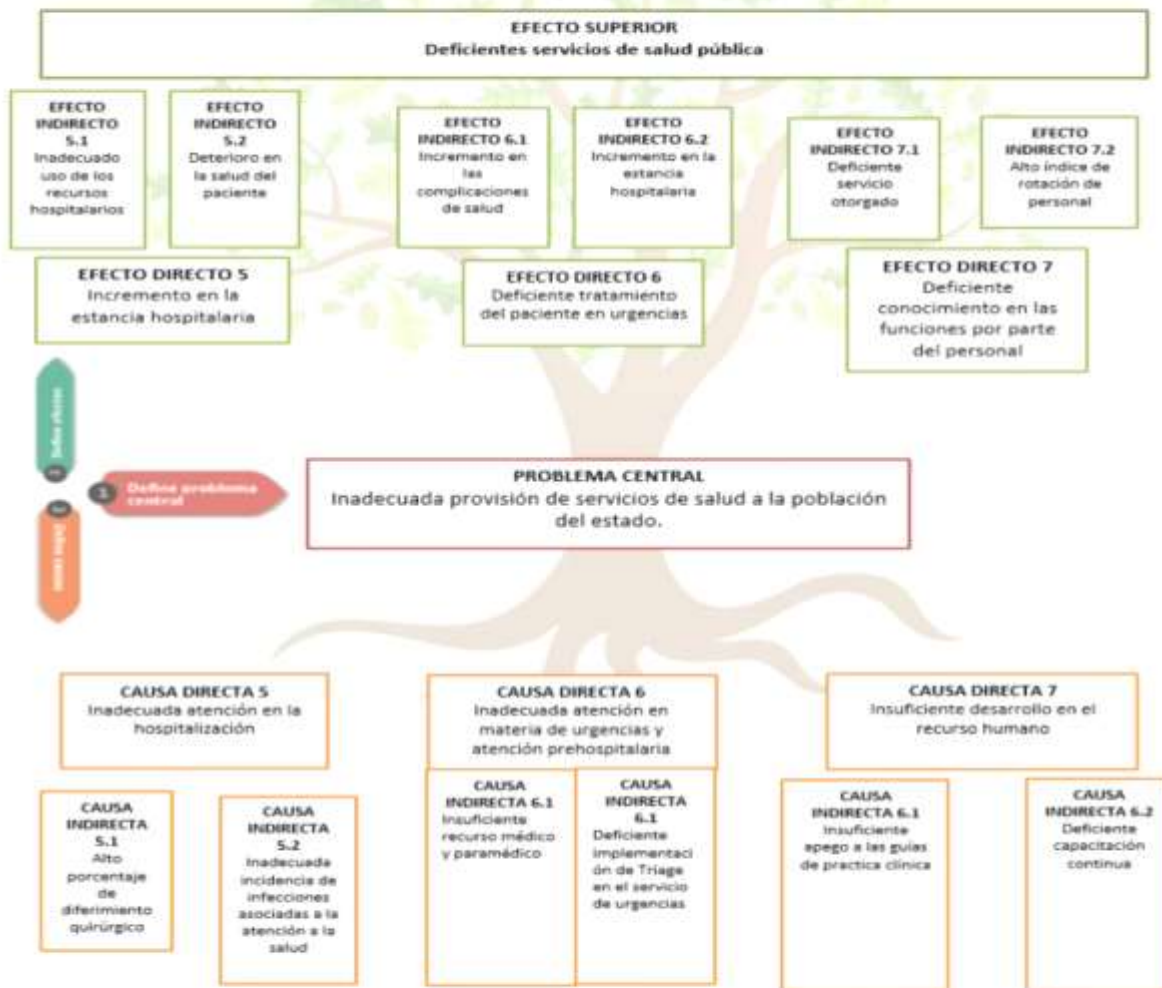 EFECTO SUPERIOR
Deficientes servicios de salud pública
EFECTO
INDIRECTO
5.1
Inadecuado
uso de los
recursos
hospitalarios
EFECTO
INDIRECTO
5.2
Deterioro en
la salud del
paciente
EFECTO
INDIRECTO 6.1
Incremento en
las
complicaciones
de salud
EFECTO
INDIRECTO 6.2
Incremento en la
estancia
hospitalaria
EFECTO
INDIRECTO 7.1
Deficiente
servicio
otorgado
EFECTO
INDIRECTO 7.2
Alto índice de
rotación de
personal
EFECTO DIRECTO 5
Incremento en la
estancia hospitalaria
EFECTO DIRECTO 6
Deficiente tratamiento
del paciente en urgencias
EFECTO DIRECTO 7
Deficiente
conocimiento en las
funciones por parte
del personal
1
Define problema
central
PROBLEMA CENTRAL
Inadecuada provisión de servicios de salud a la población
del estado.
CAUSA DIRECTA 5
Inadecuada atención en la
hospitalización
CAUSA DIRECTA 6
Inadecuada atención en
materia de urgencias y
atención prehospitalaria
CAUSA DIRECTA 7
Insuficiente desarrollo en el
recurso humano
CAUSA
INDIRECTA
5.1
Alto
porcentaje
de
diferimiento
quirúrgico
CAUSA
INDIRECTA
5.2
Inadecuada
incidencia de
infecciones
asociadas a la
atención a la
salud
CAUSA
INDIRECTA 6.1
Insuficiente
recurso médico
y paramédico
CAUSA
INDIRECTA
6.1
Deficiente
implementaci
ón de Triage
en el servicio
de urgencias
CAUSA
INDIRECTA 6.1
Insuficiente
apego a las guías
de practica clínica
CAUSA
INDIRECTA 6.2
Deficiente
capacitación
continua